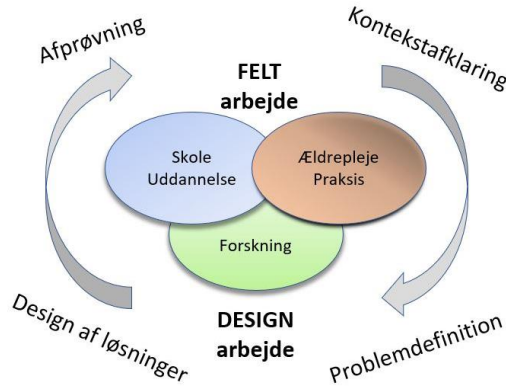 Afprøvning
Kontekstafklaring
FELT
arbejde
Skole
Uddannelse
Ældrepleje
Praksis
Forskning
Design af løsninger
DESIGN
arbejde
Problemdefinition